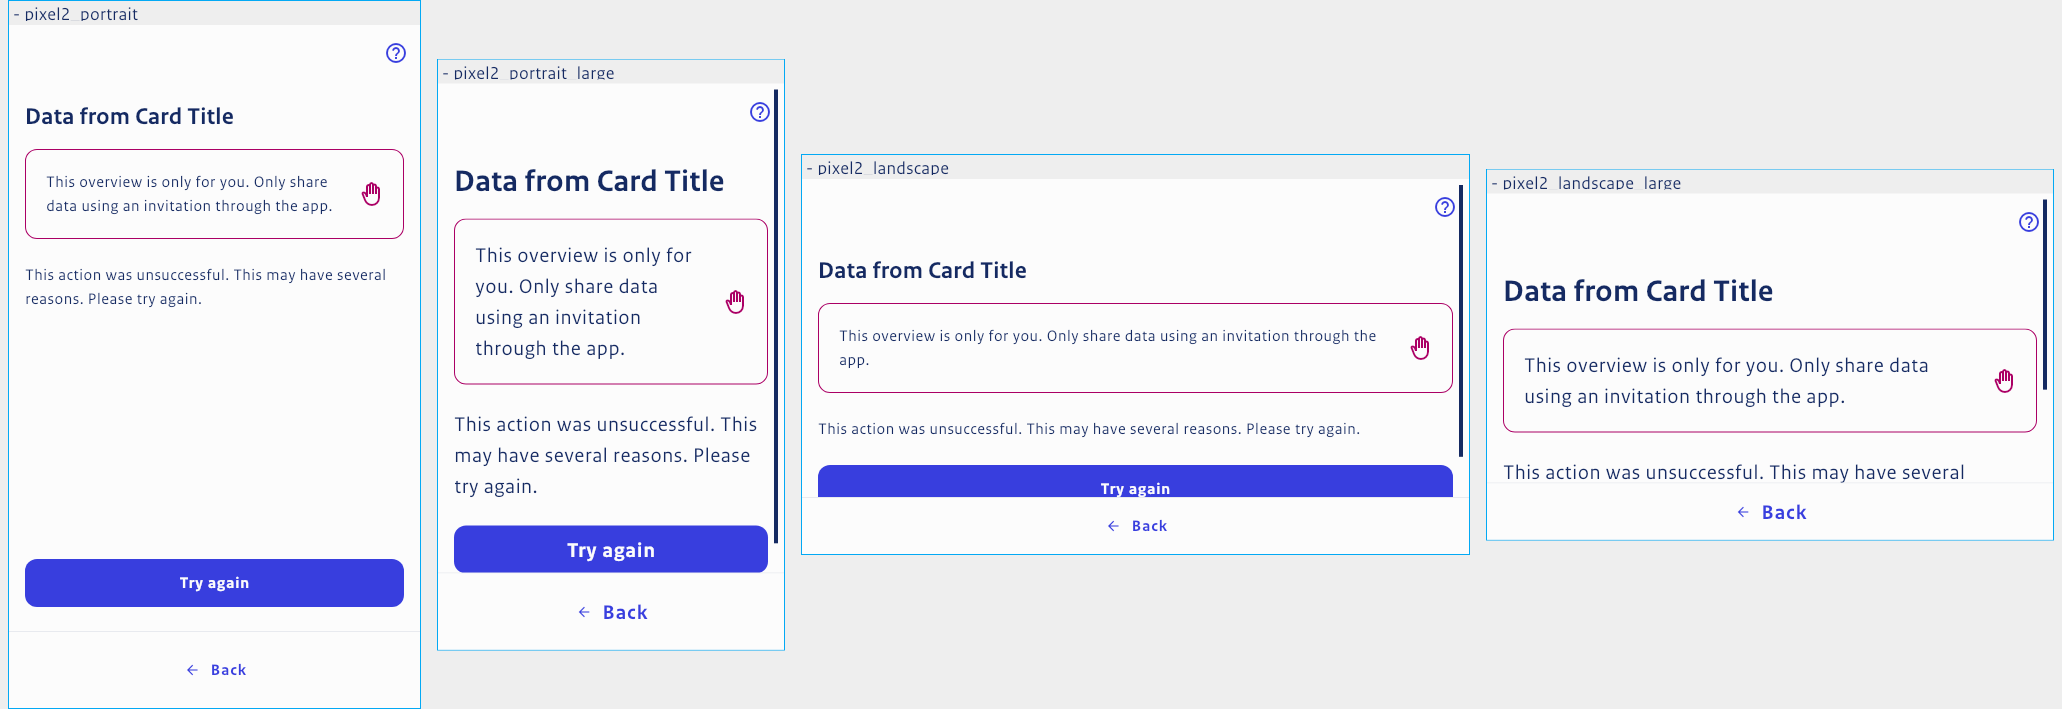 - pixel2_portrait
Data from Card Title
This overview is only for you. Only share
data using an invitation through the app.
This action was unsuccessful. This may have several
reasons. Please try again.
Try again
← Back
- pixel2_portrait_large
Data from Card Title
This overview is only for
you. Only share data
using an invitation
through the app.
This action was unsuccessful. This
may have several reasons. Please
try again.
Try again
← Back
- pixel2_landscape
Data from Card Title
This overview is only for you. Only share data using an invitation through the
app.
This action was unsuccessful. This may have several reasons. Please try again.
Try again
← Back
- pixel2_landscape_large
Data from Card Title
This overview is only for you. Only share data
using an invitation through the app.
This action was unsuccessful. This may have several
← Back